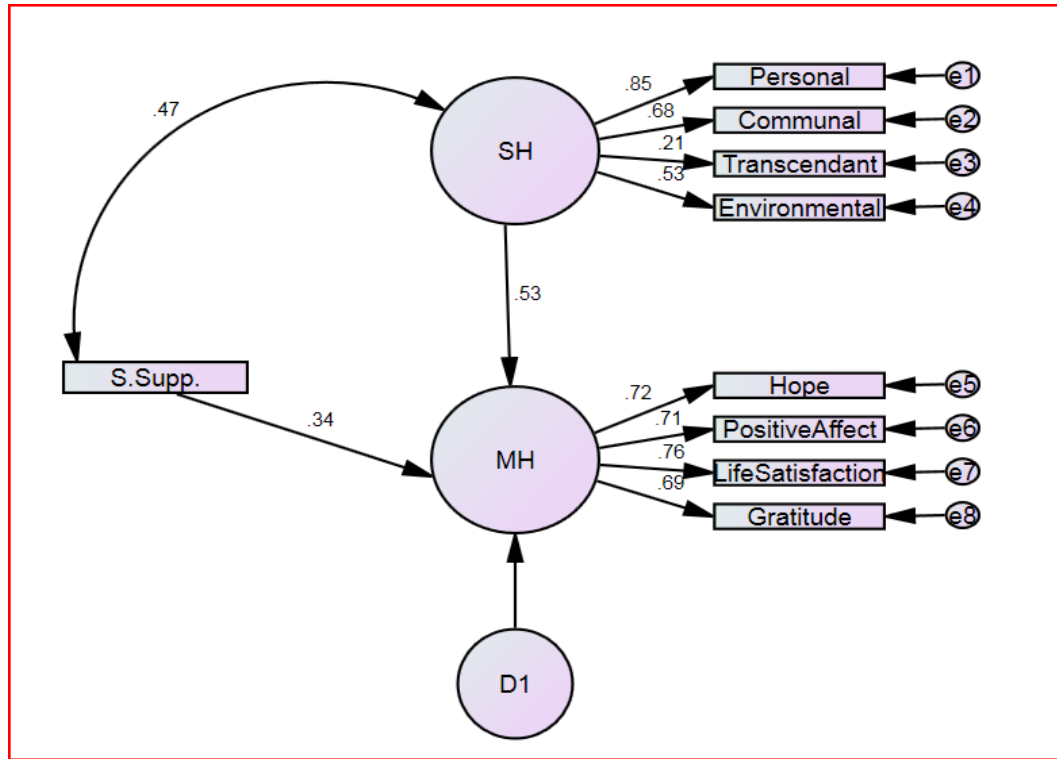 .47
SH
.85
Personal
e1
.68
Communal
e2
.21
Transcendant
e3
.53
Environmental
e4
.53
S.Supp.
.34
MH
.72
Hope
e5
.71
PositiveAffect
e6
.76
LifeSatisfaction
e7
.69
Gratitude
e8
D1